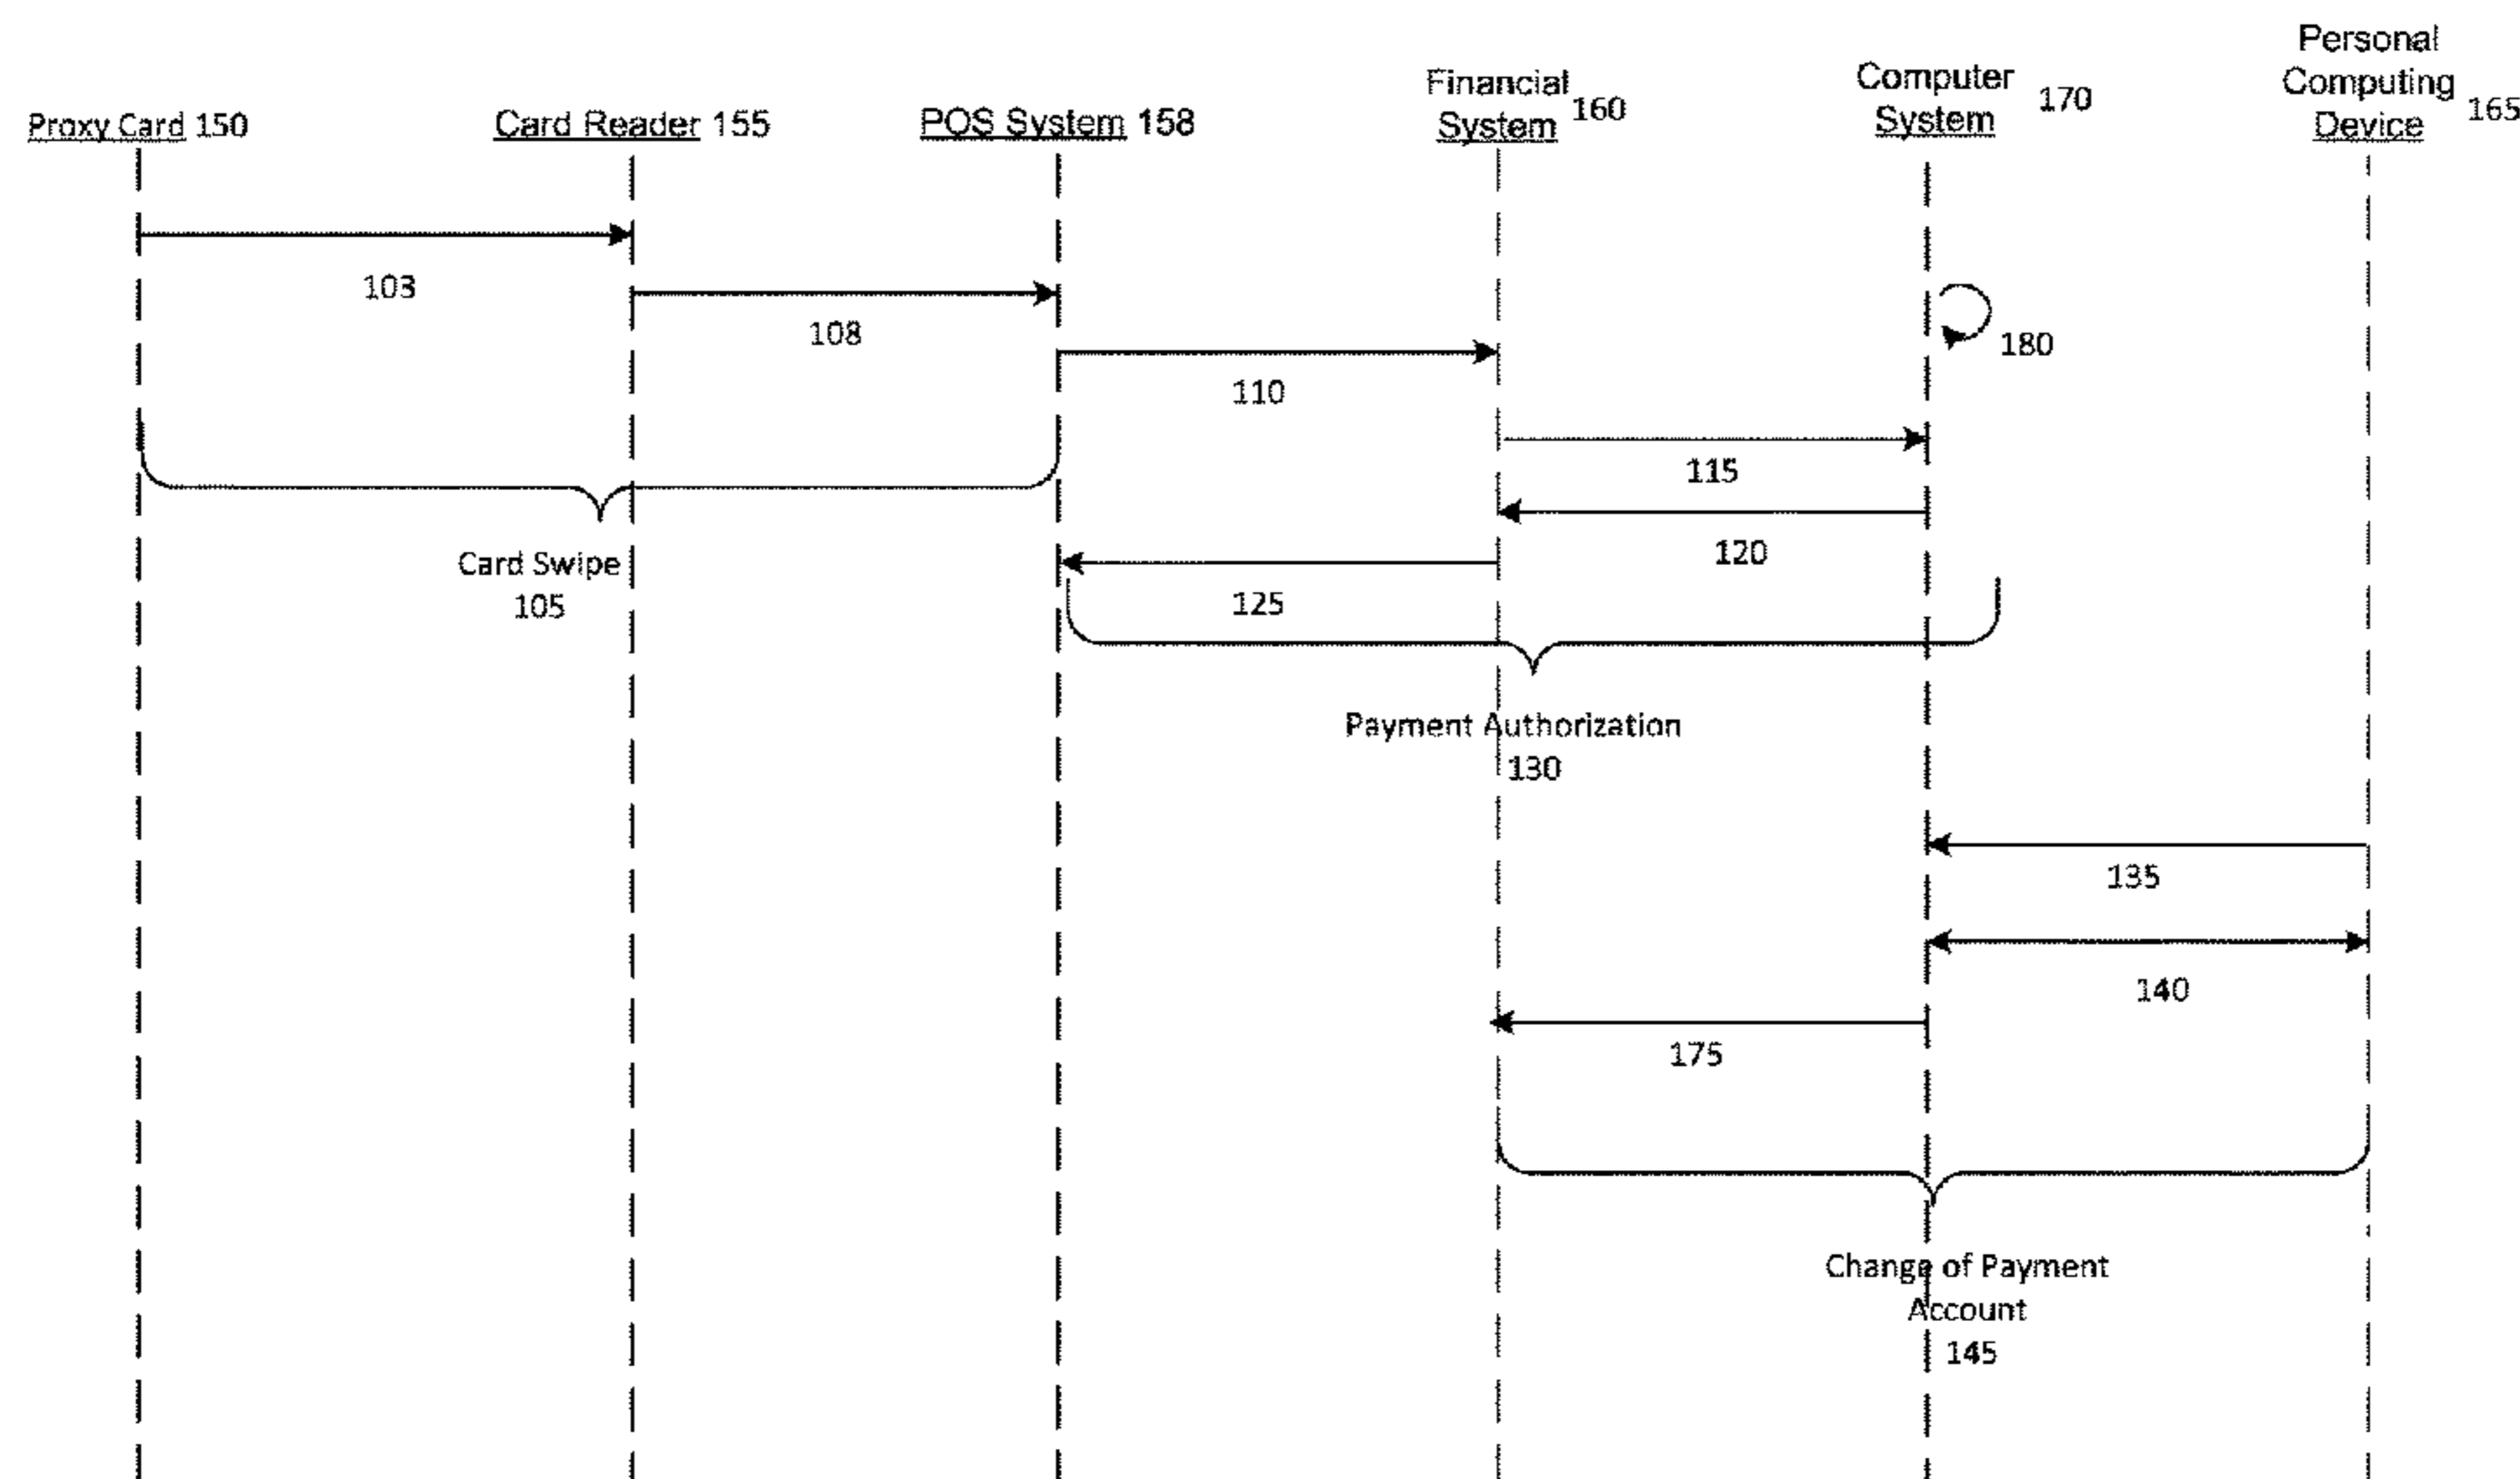 Proxy Card 150
Card Reader 155
POS System 158
Financial
System 160
Computer
System 170
Personal
Computing
Device 165
103
108
180
110
115
120
Card Swipe
105
125
Payment Authorization
130
135
140
175
Change of Payment
Account
145